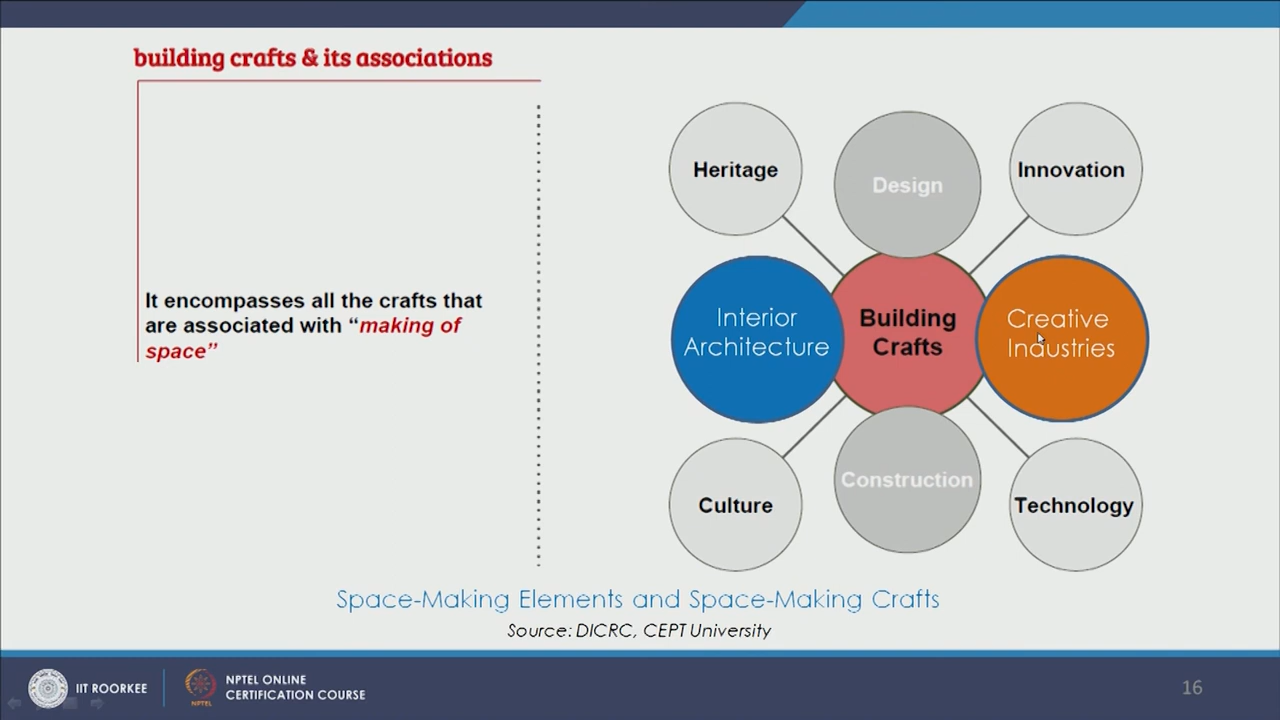 building crafts & its associations
It encompasses all the crafts that
are associated with “making of
space”
Heritage
Design
Innovation
Interior
Architecture
Building
Crafts
Creative
Industries
Culture
Construction
Technology
Space-Making Elements and Space-Making Crafts
Source: DICRC, CEPT University
IIT ROORKEE
NPTEL
NPTEL ONLINE
CERTIFICATION COURSE
16